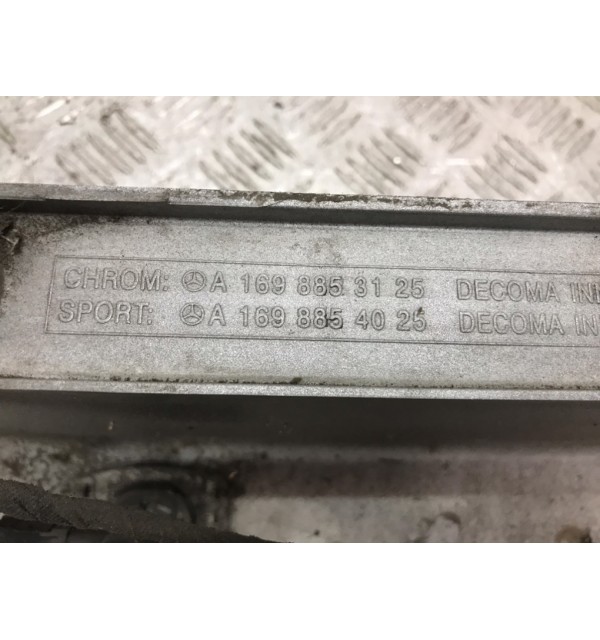 CHROM: A 169 885 31 25 DECOMA
SPORT: A 169 885 40 25 DECOMA